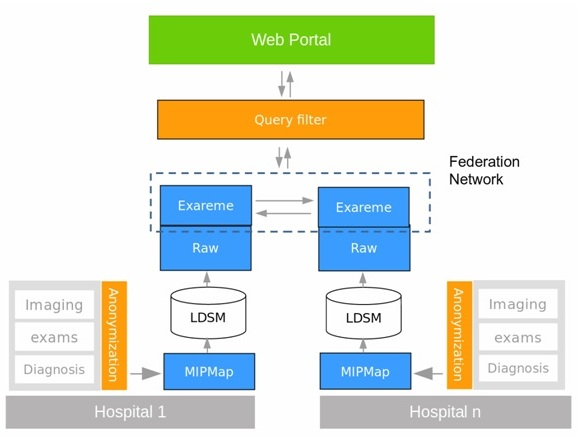 Web Portal
Query filter
Federation
Network
Exareme
Exareme
Raw
Raw
Imaging
exams
Diagnosis
Anonymization
LDSM
LDSM
Anonymization
Imaging
exams
Diagnosis
MIPMap
MIPMap
Hospital 1
Hospital n